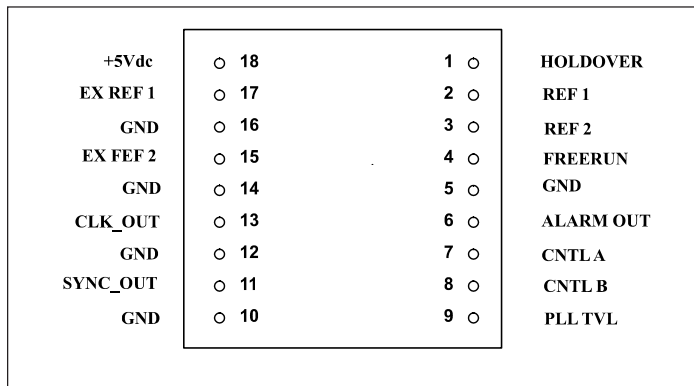 +5Vdc 18 1 HOLDOVER
EX REF 1 17 2 REF 1
GND 16 3 REF 2
EX FEF 2 15 4 FREERUN
GND 14 5 GND
CLK_OUT 13 6 ALARM OUT
GND 12 7 CNTL A
SYNC_OUT 11 8 CNTL B
GND 10 9 PLL TVL